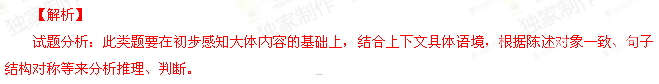 【解析】
试题分析：此类题要在初步感知大体内容的基础上，结合上下文具体语境，根据陈述对象一致、句子
结构对称等来分析推理、判断。